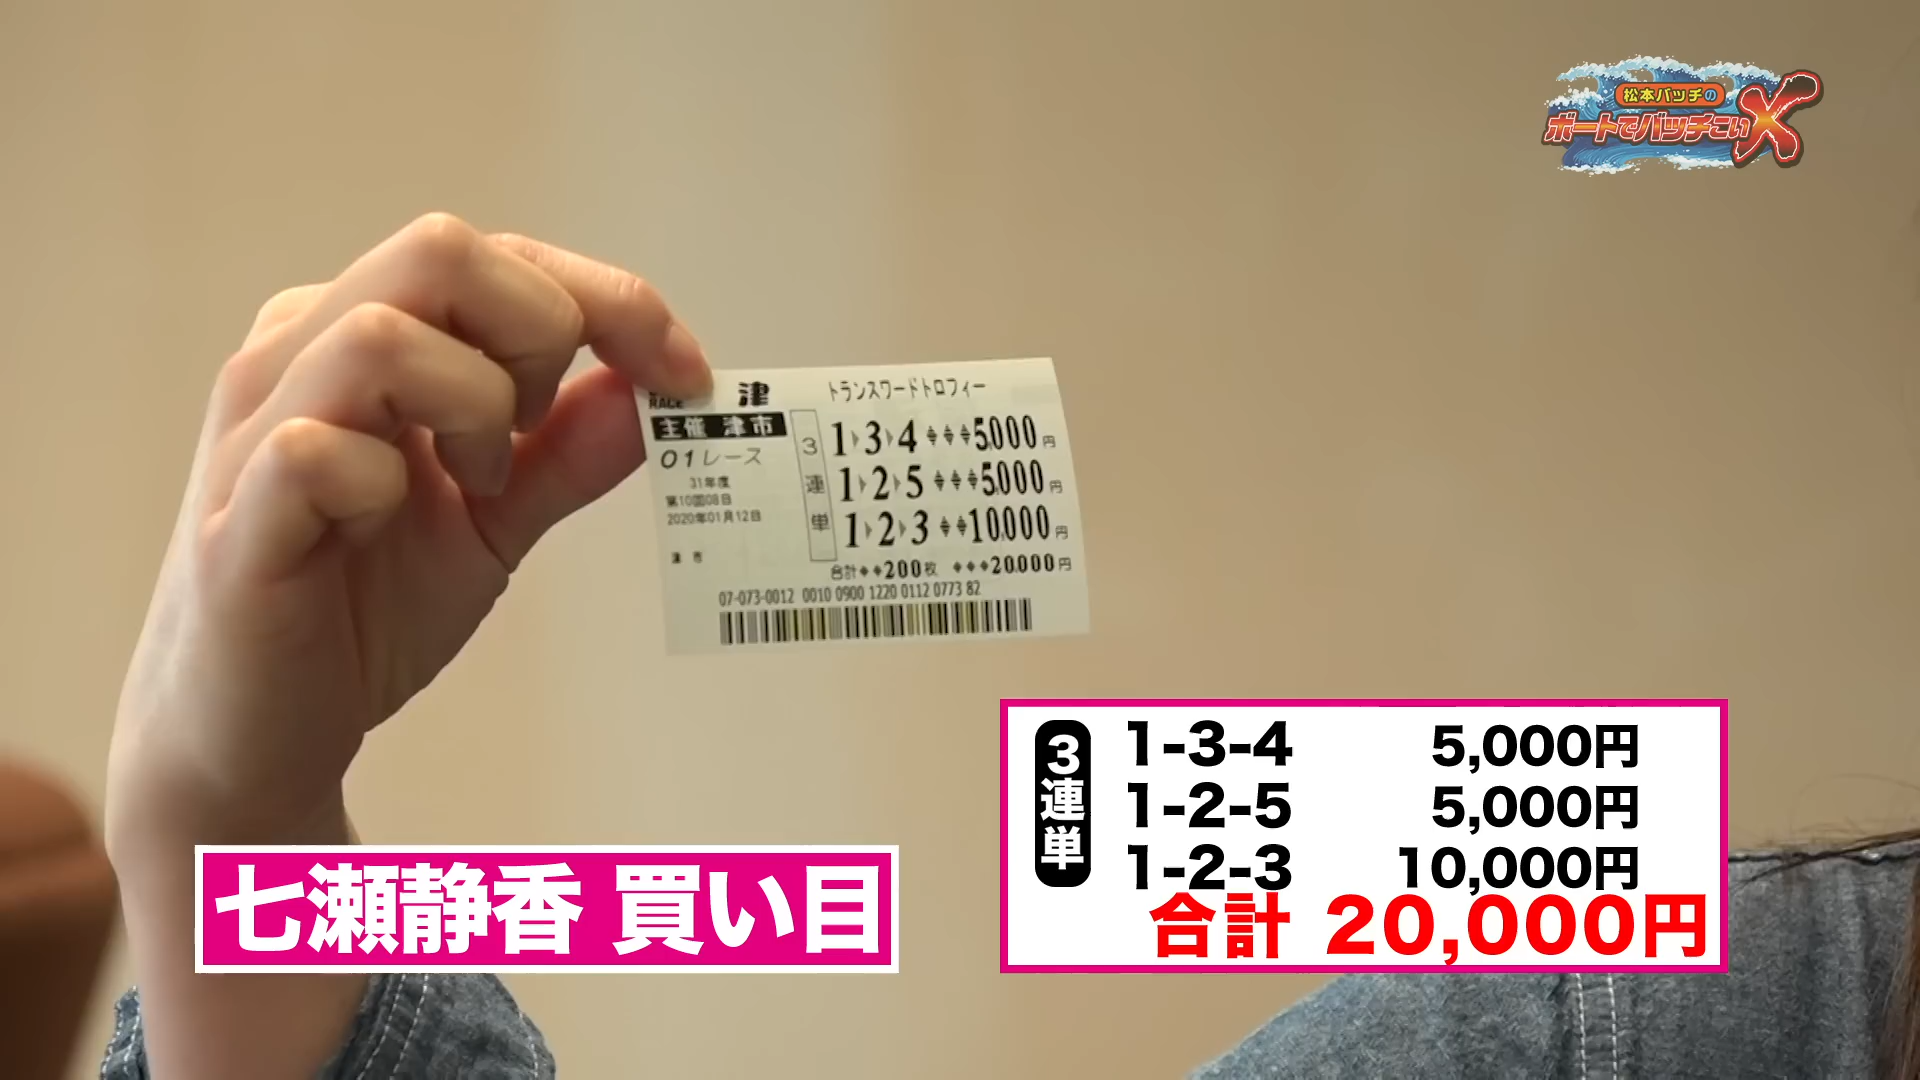 松本バッチの
ボートでバッチこいX
RACE
津
トランスワードトロフィー
主催 津市
01レース
31年度
第10回08日
2020年01月12日
津 市
3連単
1 3 4 5,000円
1 2 5 5,000円
1 2 3 10,000円
合計 200枚 20,000円
07-073-0012 0010 0900 1220 0112 0773 82
3連単
1-3-4 5,000円
1-2-5 5,000円
1-2-3 10,000円
合計 20,000円
七瀬静香 買い目